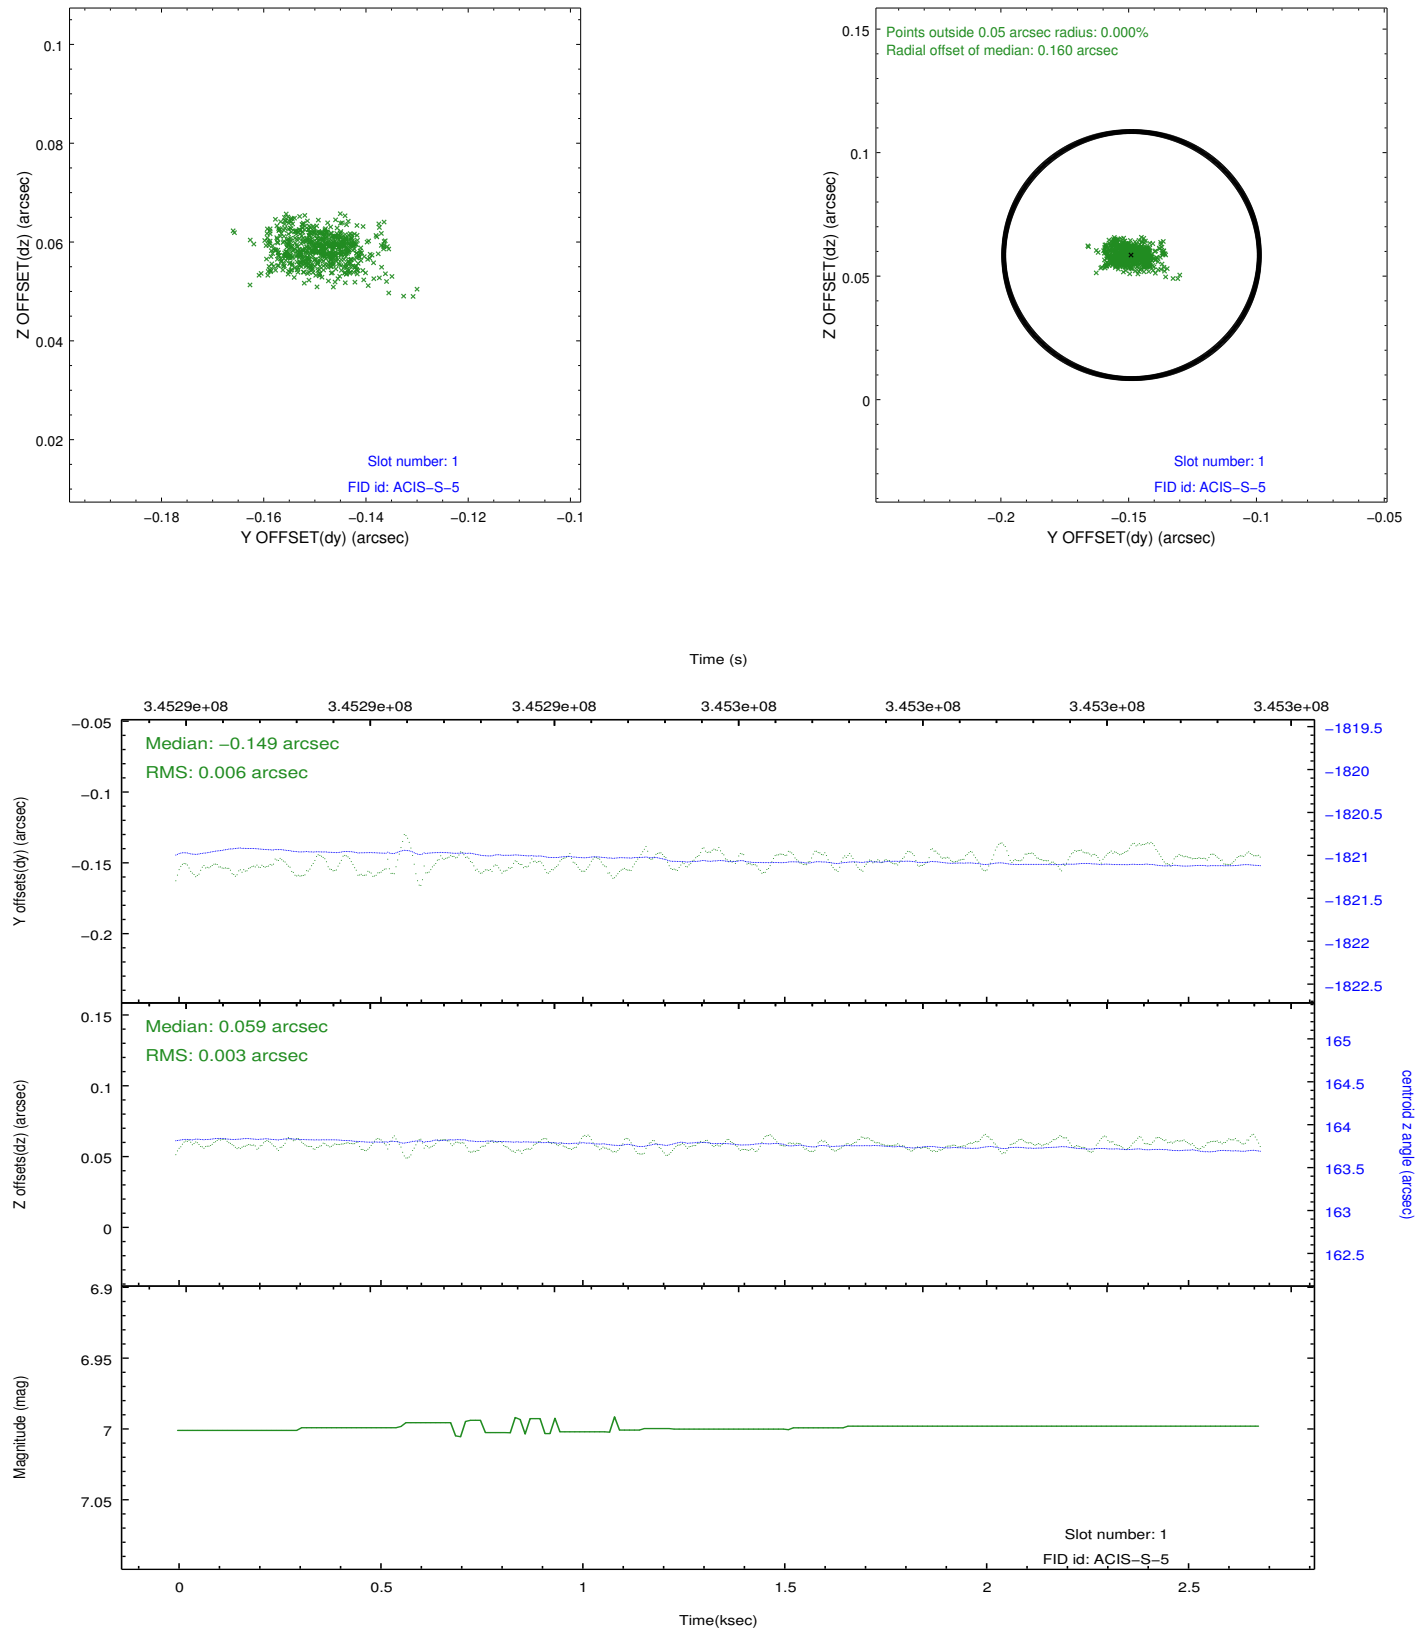 0.1
0.08
0.06
0.04
0.02
Z OFFSET(dz) (arcsec)
Slot number: 1
FID id: ACIS−S−5
−0.18
−0.16
−0.14
−0.12
−0.1
Y OFFSET(dy) (arcsec)
Points outside 0.05 arcsec radius: 0.000%
Radial offset of median: 0.160 arcsec
0.15
0.1
0.05
0
Z OFFSET(dz) (arcsec)
Slot number: 1
FID id: ACIS−S−5
−0.2
−0.15
−0.1
−0.05
Y OFFSET(dy) (arcsec)
Time (s)
3.4529e+08
3.4529e+08
3.4529e+08
3.453e+08
3.453e+08
3.453e+08
3.453e+08
Median: −0.149 arcsec
RMS: 0.006 arcsec
−0.05
−0.1
−0.15
−0.2
Y offsets(dy) (arcsec)
−1819.5
−1820
−1820.5
−1821
−1821.5
−1822
−1822.5
Median: 0.059 arcsec
RMS: 0.003 arcsec
0.15
0.1
0.05
0
Z offsets(dz) (arcsec)
165
164.5
164
163.5
163
162.5
centroid z angle (arcsec)
6.9
6.95
7
7.05
Magnitude (mag)
Slot number: 1
FID id: ACIS−S−5
0
0.5
1
1.5
2
2.5
Time(ksec)